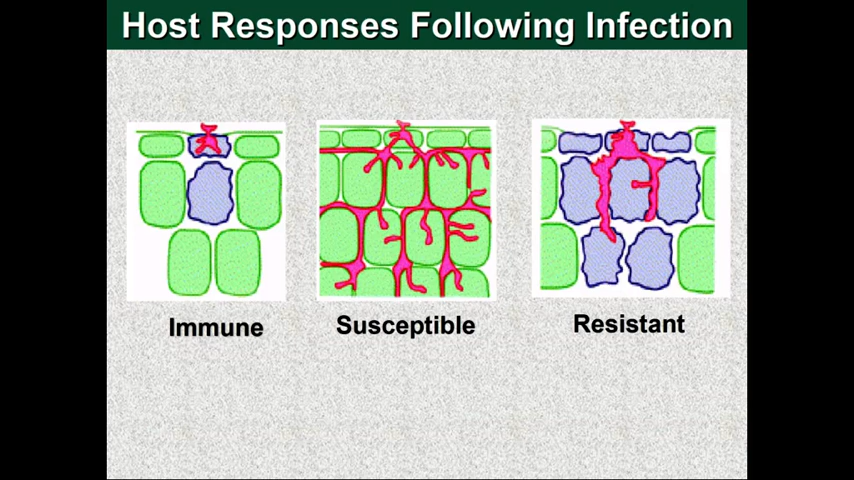 Host Responses Following Infection
Immune
Susceptible
Resistant